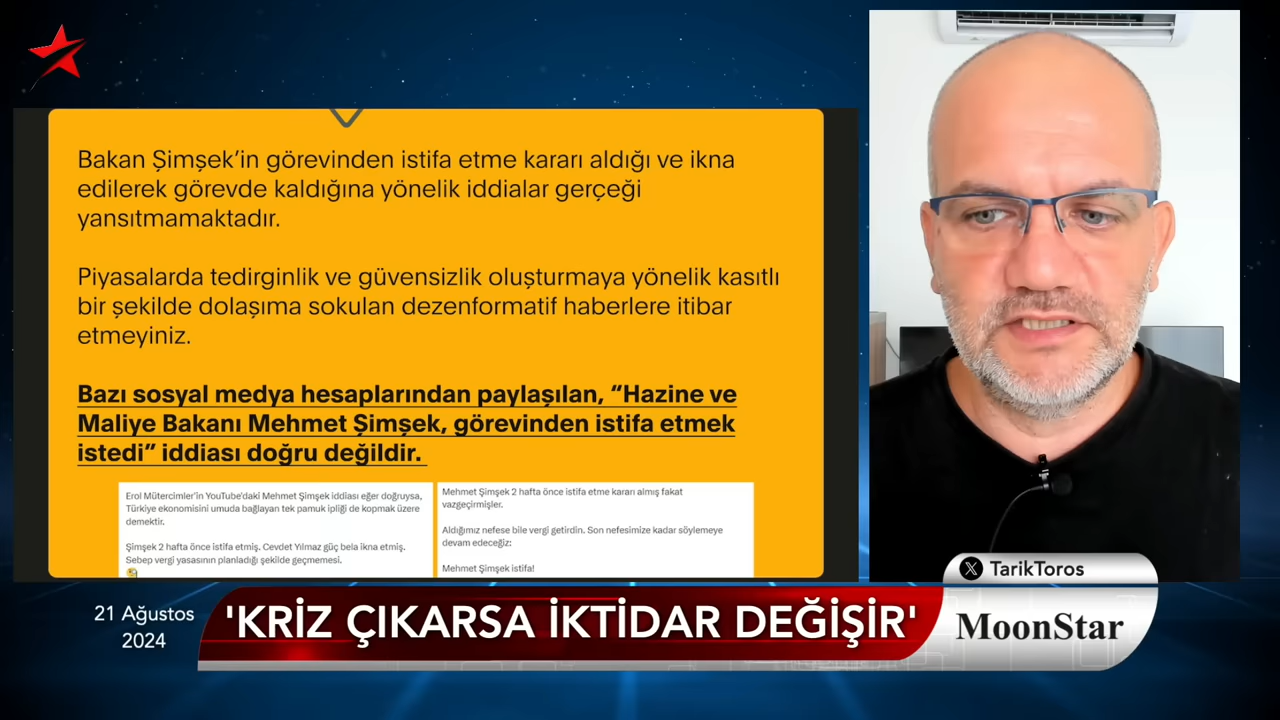 Bakan Şimşek’in görevinden istifa etme kararı aldığı ve ikna
edilerek görevde kaldığına yönelik iddialar gerçeği
yansıtmamaktadır.
Piyasalarda tedirginlik ve güvensizlik oluşturmaya yönelik kasıtlı
bir şekilde dolaşıma sokulan dezenformatif haberlere itibar
etmeyiniz.
Bazı sosyal medya hesaplarından paylaşılan, “Hazine ve
Maliye Bakanı Mehmet Şimşek, görevinden istifa etmek
istedi” iddiası doğru değildir.
Erol Mütercimler'in YouTube'daki Mehmet Şimşek iddiası eğer doğruysa,
Türkiye ekonomisini umuda bağlayan tek pamuk ipliği de kopmak üzere
demektir.
Şimşek 2 hafta önce istifa etmiş. Cevdet Yılmaz güç bela ikna etmiş.
Sebep vergi yasasının planladığı şekilde geçmemesi.
Mehmet Şimşek 2 hafta önce istifa etme kararı almış fakat
vazgeçirmişler.
Aldığımız nefese bile vergi getirdin. Son nefesimize kadar söylemeye
devam edeceğiz:
Mehmet Şimşek istifa!
X TarikToros
21 Ağustos
2024
'KRİZ ÇIKARSA İKTİDAR DEĞİŞİR'
MoonStar